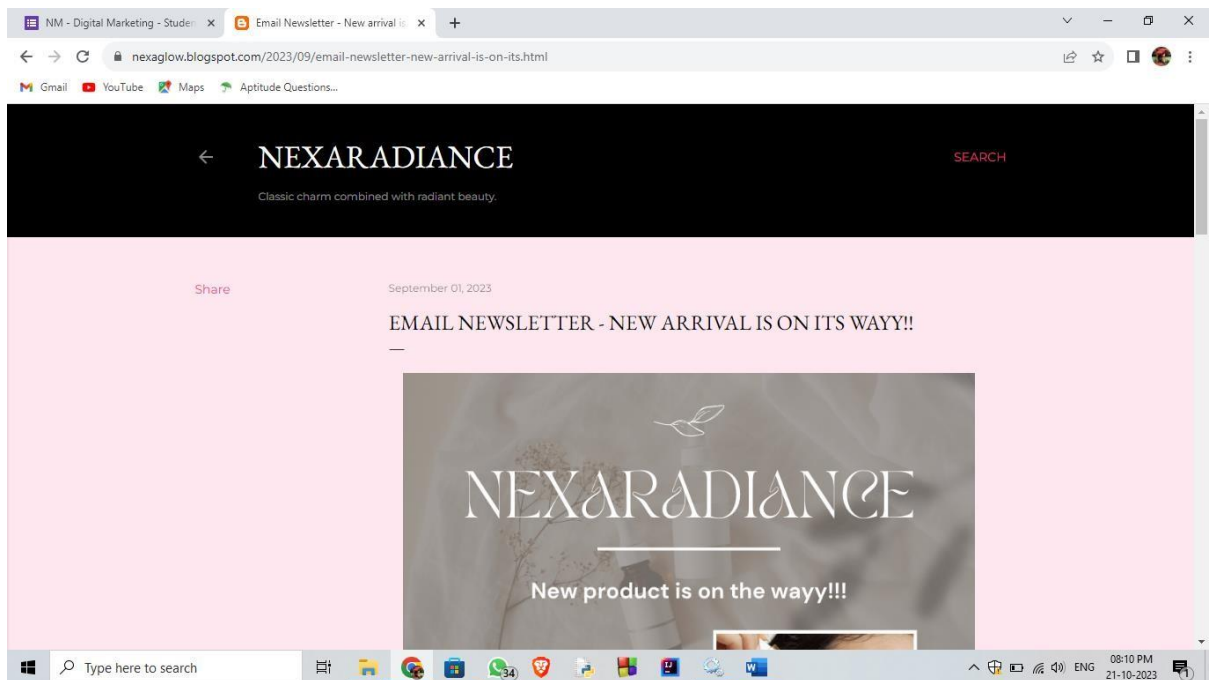 NM - Digital Marketing - Studen
Email Newsletter - New arrival is
nexaglow.blogspot.com/2023/09/email-newsletter-new-arrival-is-on-its.html
Gmail YouTube Maps Aptitude Questions...
NEXARADIANCE
SEARCH
Classic charm combined with radiant beauty.
Share
September 01, 2023
EMAIL NEWSLETTER - NEW ARRIVAL IS ON ITS WAYY!!
NEXARADIANCE
New product is on the wayy!!!
Type here to search
34
ENG
08:10 PM
21-10-2023
1